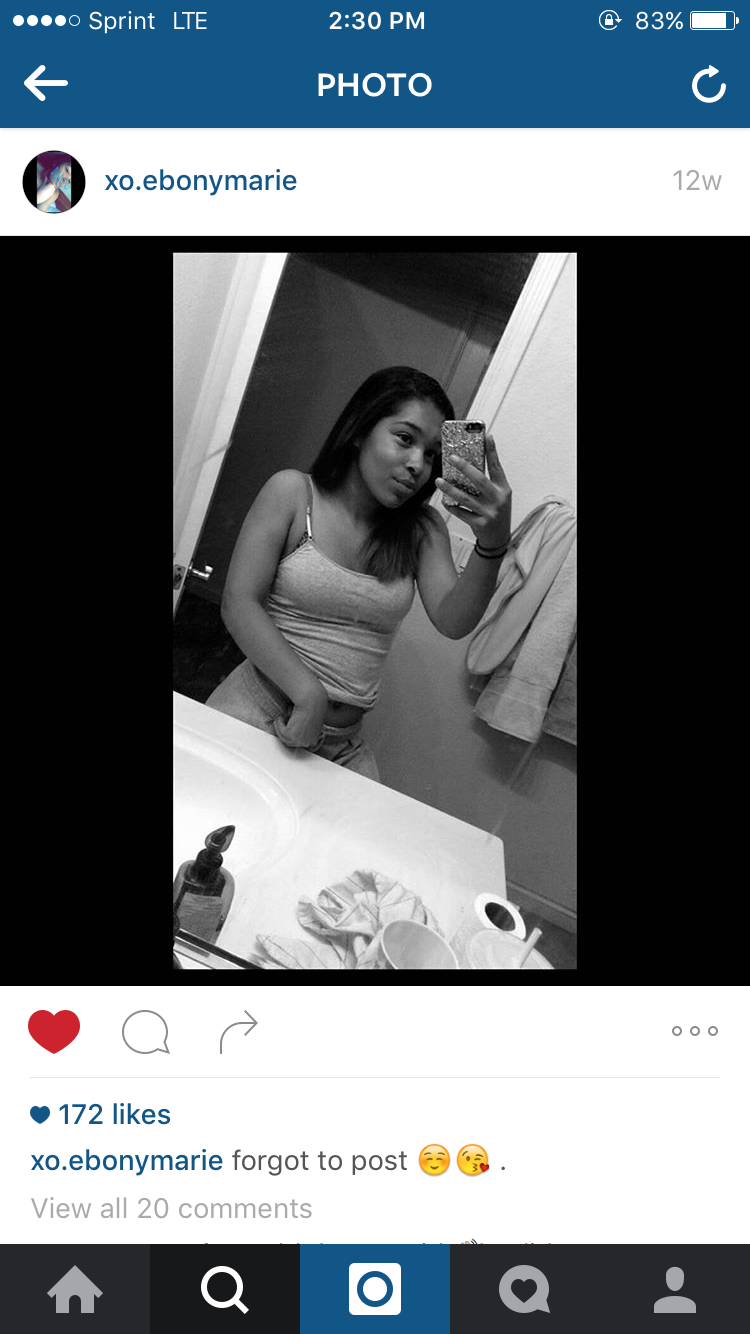 Sprint LTE 2:30 PM 83%
PHOTO
xo.ebonymarie 12w
172 likes
xo.ebonymarie forgot to post ☺️😘 .
View all 20 comments